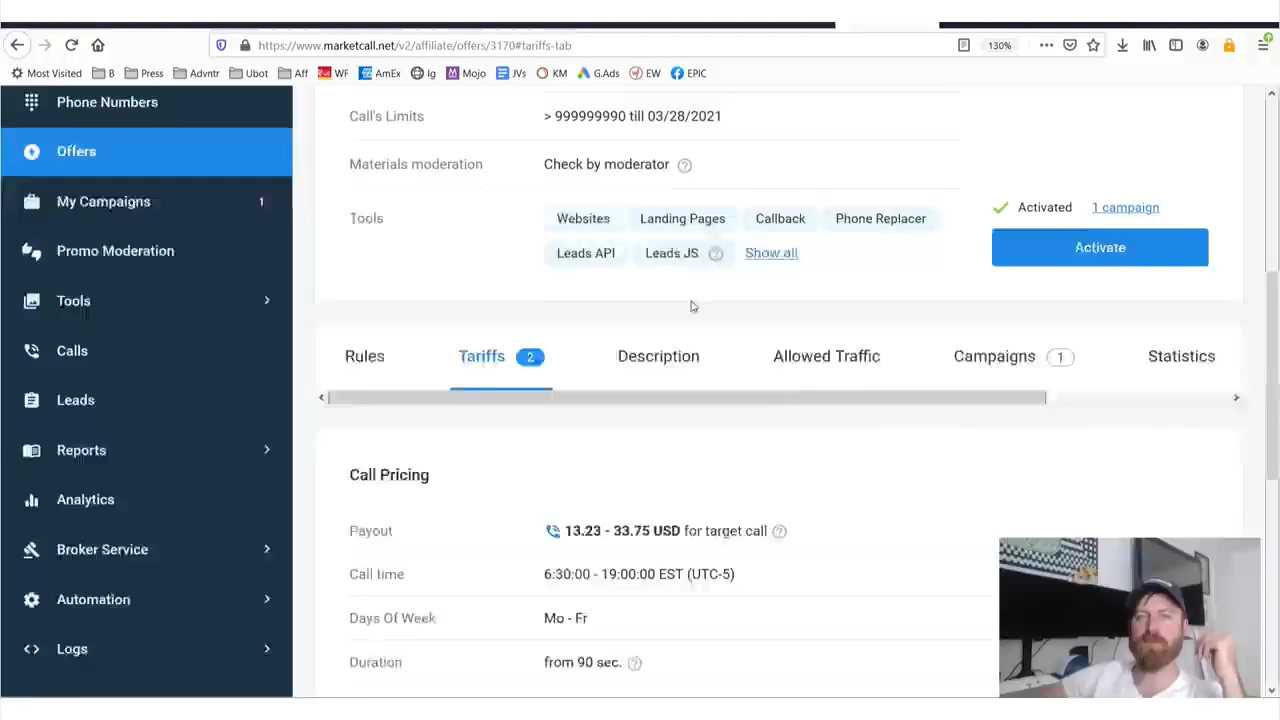 https://www.marketcall.net/v2/affiliate/offers/3170#tariffs-tab
130%
Most Visited B Press Advntr Ubot Aff WF AmEx Ig Mojo JVs KM G.Ads EW EPIC
Phone Numbers
Offers
My Campaigns 1
Promo Moderation
Tools
Calls
Leads
Reports
Analytics
Broker Service
Automation
Logs
Call's Limits > 999999990 till 03/28/2021
Materials moderation Check by moderator
Tools Websites Landing Pages Callback Phone Replacer
Leads API Leads JS Show all
Activated 1 campaign
Activate
Rules Tariffs 2 Description Allowed Traffic Campaigns 1 Statistics
Call Pricing
Payout 13.23 - 33.75 USD for target call
Call time 6:30:00 - 19:00:00 EST (UTC-5)
Days Of Week Mo - Fr
Duration from 90 sec.